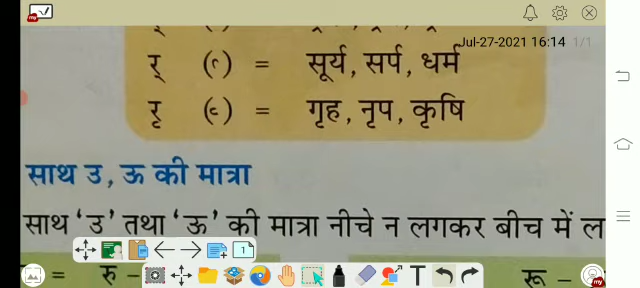 Jul-27-2021 16:14 1/1
र् (र्) = सूर्य, सर्प, धर्म
ऋ (ृ) = गृह, नृप, कृषि
साथ उ, ऊ की मात्रा
साथ 'उ' तथा 'ऊ' की मात्रा नीचे न लगकर बीच में ल
= रु – रू –